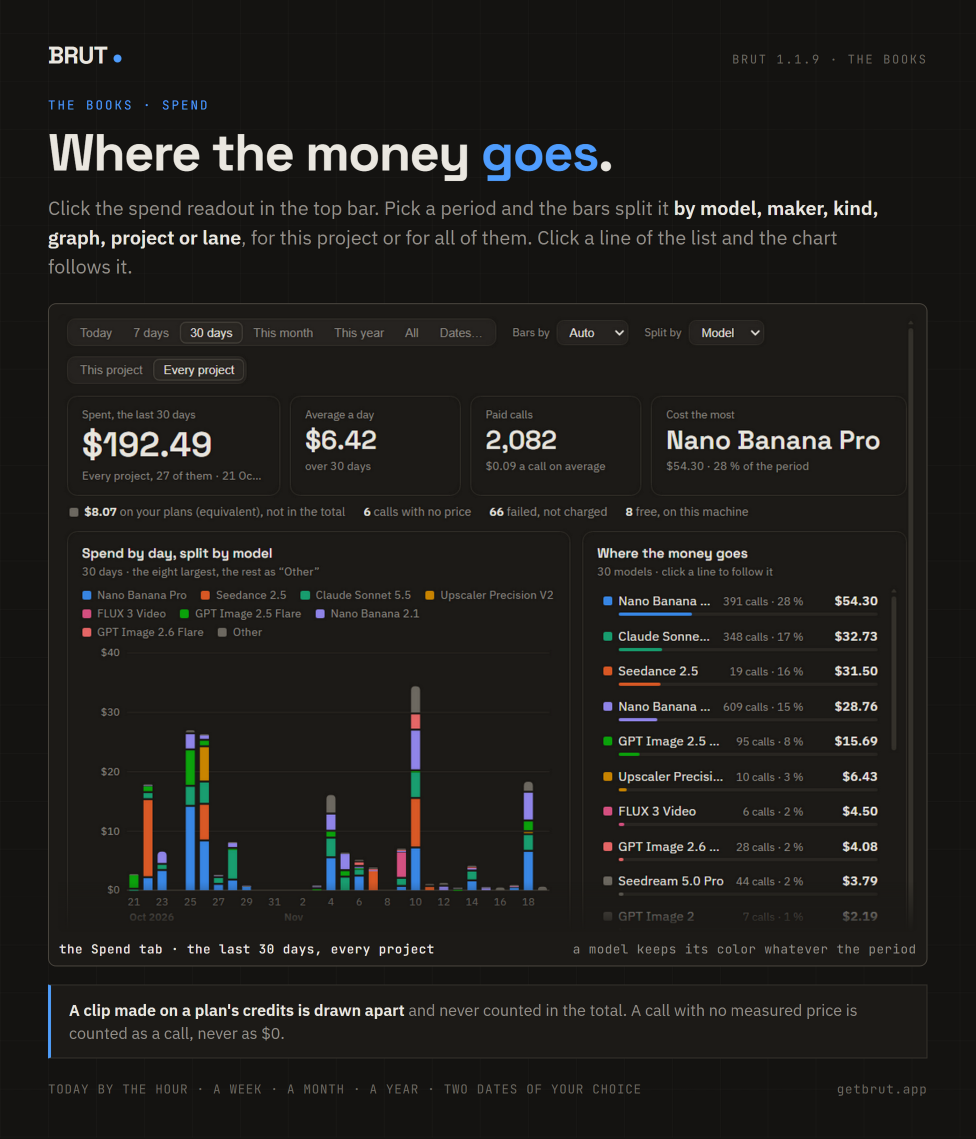 BRUT
BRUT 1.1.9 · THE BOOKS
THE BOOKS · SPEND
Where the money goes.
Click the spend readout in the top bar. Pick a period and the bars split it by model, maker, kind,
graph, project or lane, for this project or for all of them. Click a line of the list and the chart
follows it.
Today 7 days 30 days This month This year All Dates... Bars by Auto Split by Model
This project Every project
Spent, the last 30 days
$192.49
Every project, 27 of them · 21 Oc...
Average a day
$6.42
over 30 days
Paid calls
2,082
$0.09 a call on average
Cost the most
Nano Banana Pro
$54.30 · 28 % of the period
$8.07 on your plans (equivalent), not in the total 6 calls with no price 66 failed, not charged 8 free, on this machine
Spend by day, split by model
30 days · the eight largest, the rest as “Other”
Nano Banana Pro Seedance 2.5 Claude Sonnet 5.5 Upscaler Precision V2
FLUX 3 Video GPT Image 2.5 Flare Nano Banana 2.1
GPT Image 2.6 Flare Other
$40
$30
$20
$10
$0
21 23 25 27 29 31 2 4 6 8 10 12 14 16 18
Oct 2026 Nov
Where the money goes
30 models · click a line to follow it
Nano Banana ... 391 calls · 28 % $54.30
Claude Sonne... 348 calls · 17 % $32.73
Seedance 2.5 19 calls · 16 % $31.50
Nano Banana ... 609 calls · 15 % $28.76
GPT Image 2.5 ... 95 calls · 8 % $15.69
Upscaler Precisi... 10 calls · 3 % $6.43
FLUX 3 Video 6 calls · 2 % $4.50
GPT Image 2.6 ... 28 calls · 2 % $4.08
Seedream 5.0 Pro 44 calls · 2 % $3.79
GPT Image 2 7 calls · 1 % $2.19
the Spend tab · the last 30 days, every project
a model keeps its color whatever the period
A clip made on a plan's credits is drawn apart and never counted in the total. A call with no measured price is
counted as a call, never as $0.
TODAY BY THE HOUR · A WEEK · A MONTH · A YEAR · TWO DATES OF YOUR CHOICE
getbrut.app